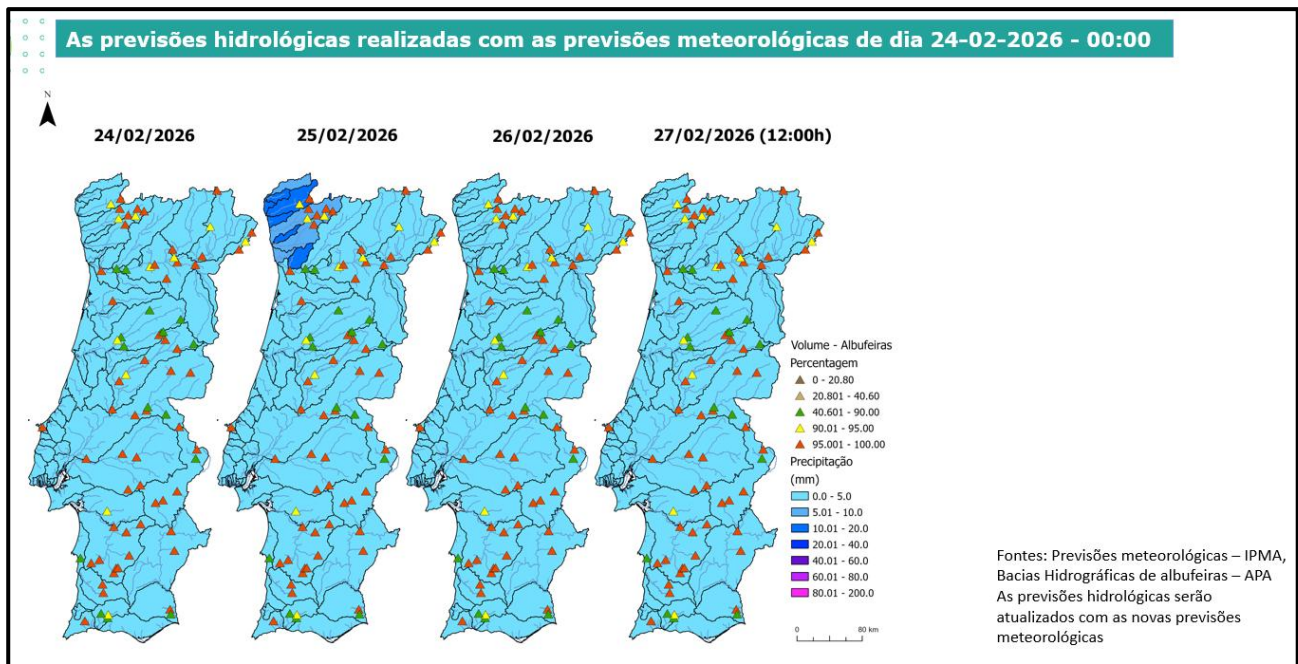 As previsões hidrológicas realizadas com as previsões meteorológicas de dia 24-02-2026 - 00:00
N
24/02/2026
25/02/2026
26/02/2026
27/02/2026 (12:00h)
Volume - Albufeiras
Percentagem
0 - 20.80
20.801 - 40.60
40.601 - 90.00
90.01 - 95.00
95.001 - 100.00
Precipitação
(mm)
0.0 - 5.0
5.01 - 10.0
10.01 - 20.0
20.01 - 40.0
40.01 - 60.0
60.01 - 80.0
80.01 - 200.0
0 80 km
Fontes: Previsões meteorológicas – IPMA,
Bacias Hidrográficas de albufeiras – APA
As previsões hidrológicas serão
atualizados com as novas previsões
meteorológicas